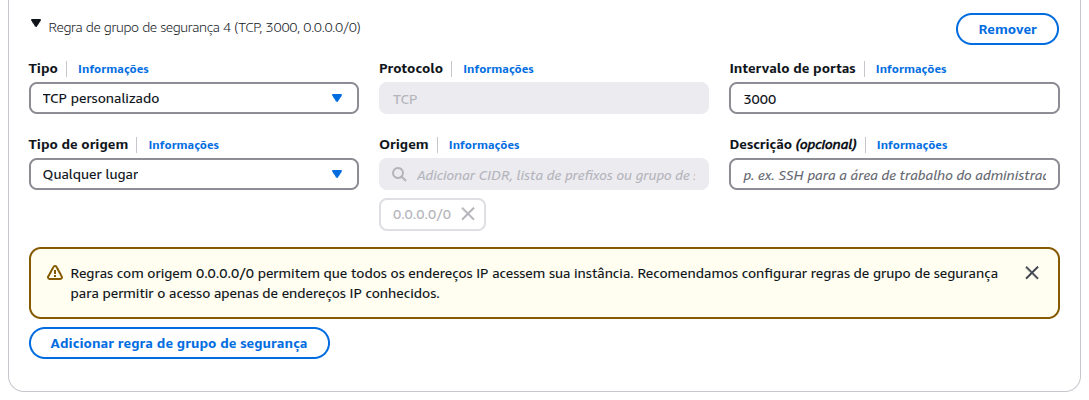 Regra de grupo de segurança 4 (TCP, 3000, 0.0.0.0/0)
Remover
Tipo Informações
Protocolo Informações
Intervalo de portas Informações
TCP personalizado
TCP
3000
Tipo de origem Informações
Origem Informações
Descrição (opcional) Informações
Qualquer lugar
Adicionar CIDR, lista de prefixos ou grupo de
p. ex. SSH para a área de trabalho do
0.0.0.0/0
Regras com origem 0.0.0.0/0 permitem que todos os endereços IP acessem sua instância. Recomendamos configurar regras de grupo de segurança
para permitir o acesso apenas de endereços IP conhecidos.
Adicionar regra de grupo de segurança